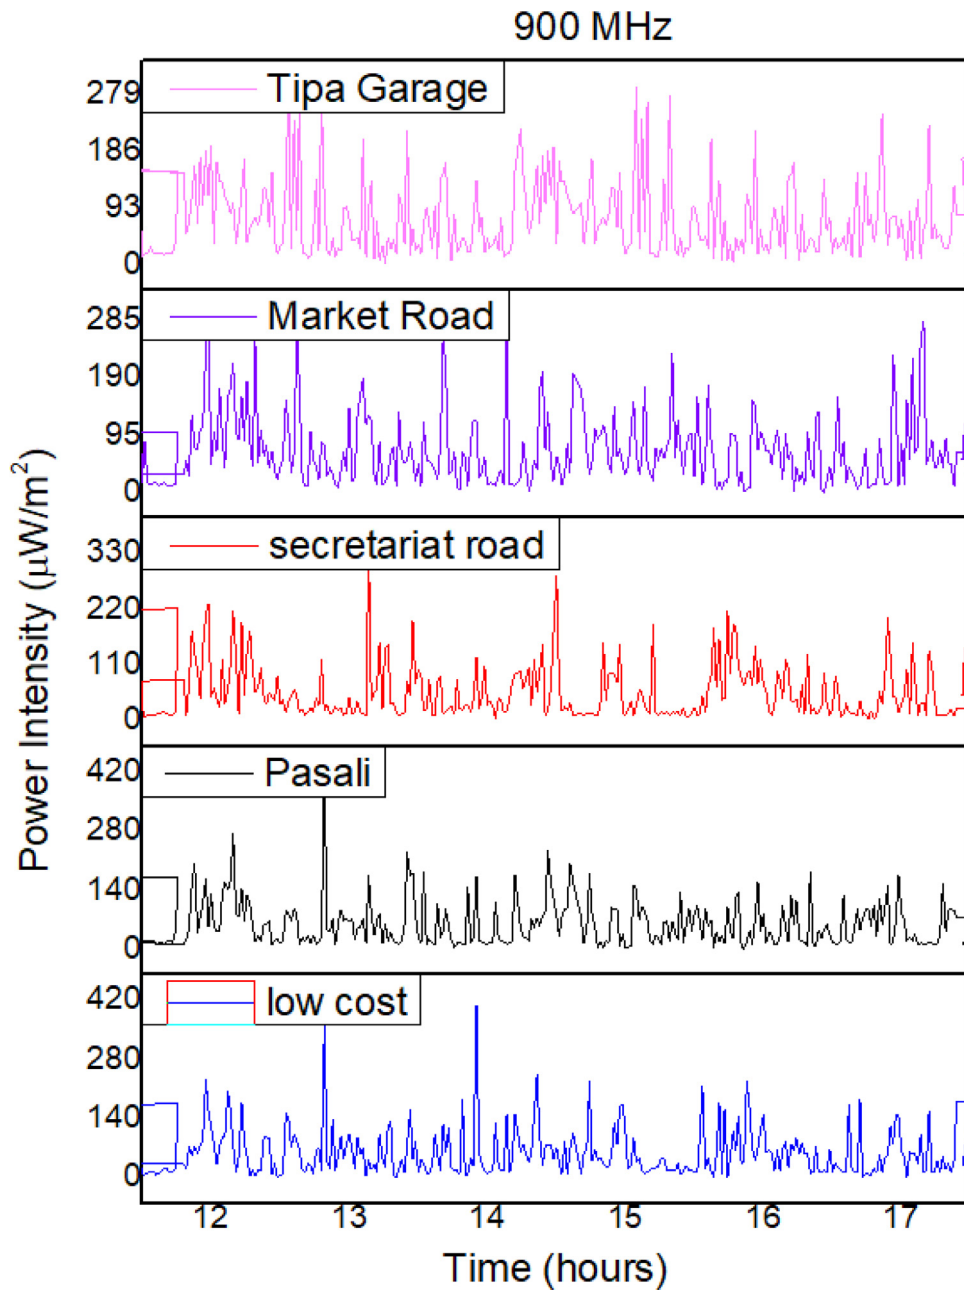 900 MHz
Power Intensity (μW/m²)
Tipa Garage
279
186
93
0
Market Road
285
190
95
0
secretariat road
330
220
110
0
Pasali
420
280
140
0
low cost
420
280
140
0
12 13 14 15 16 17
Time (hours)